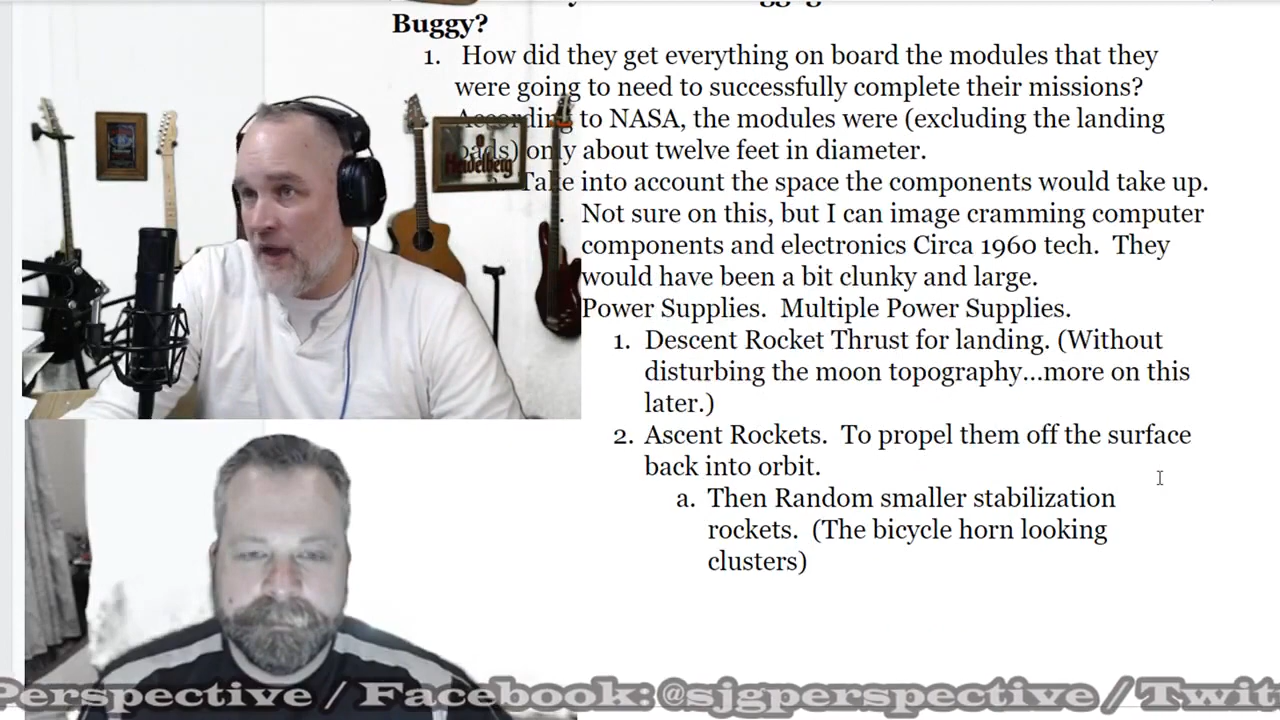 Buggy?
1. How did they get everything on board the modules that they
were going to need to successfully complete their missions?
According to NASA, the modules were (excluding the landing
pads) only about twelve feet in diameter.
Take into account the space the components would take up.
Not sure on this, but I can image cramming computer
components and electronics Circa 1960 tech. They
would have been a bit clunky and large.
Power Supplies. Multiple Power Supplies.
1. Descent Rocket Thrust for landing. (Without
disturbing the moon topography...more on this
later.)
2. Ascent Rockets. To propel them off the surface
back into orbit.
a. Then Random smaller stabilization
rockets. (The bicycle horn looking
clusters)
Heidelberg
Perspective / Facebook: @sjgperspective / Twit